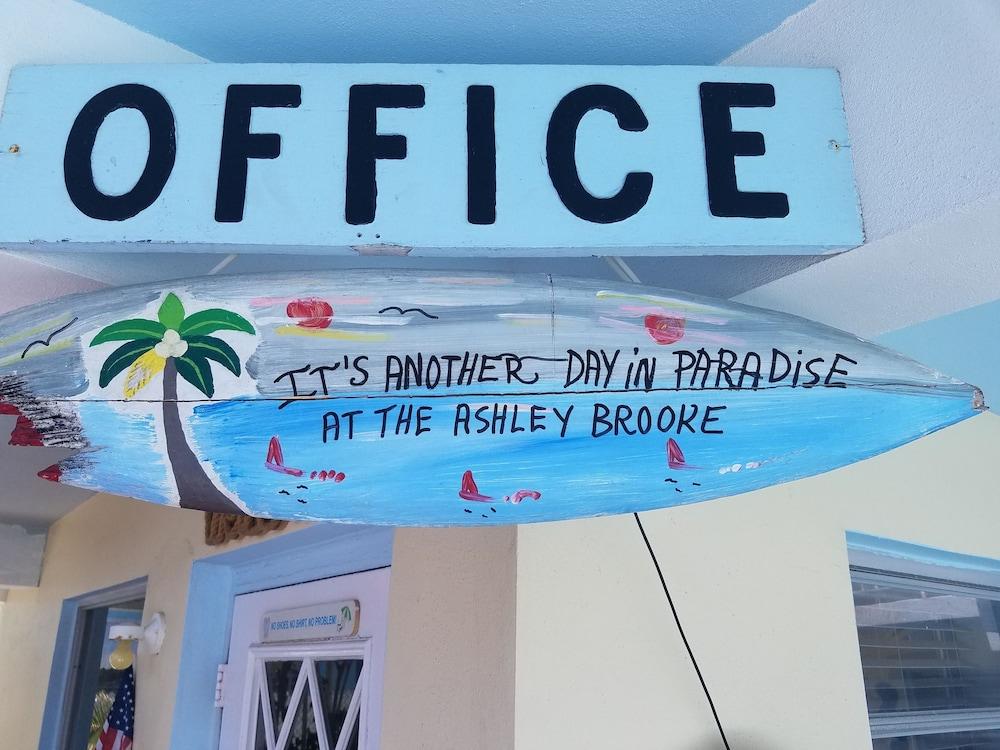 OFFICE
IT'S ANOTHER DAY iN PARADiSE
AT THE ASHLEY BROOKE
NO SHOES, NO SHIRT, NO PROBLEM!